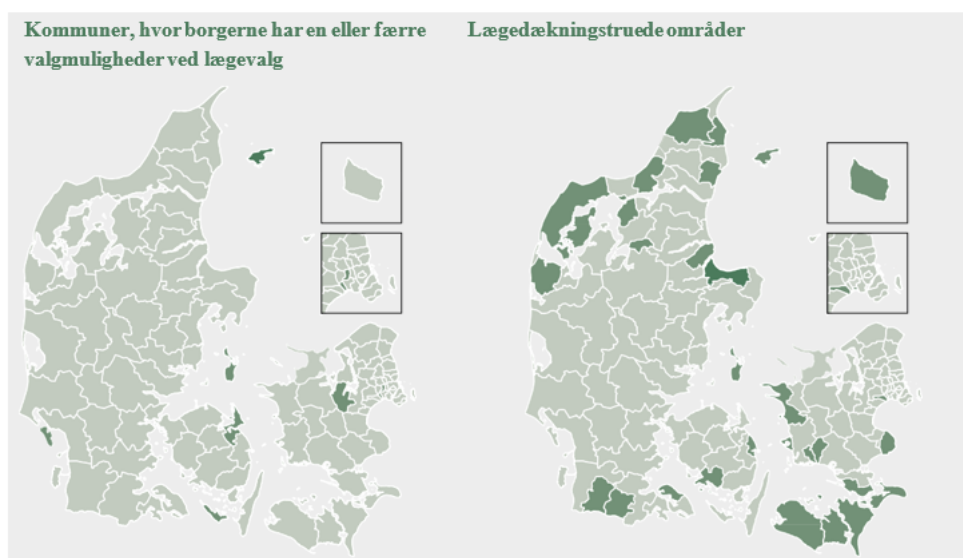 Kommuner, hvor borgerne har en eller færre
valgmuligheder ved lægevalg
Lægedækningstruede områder